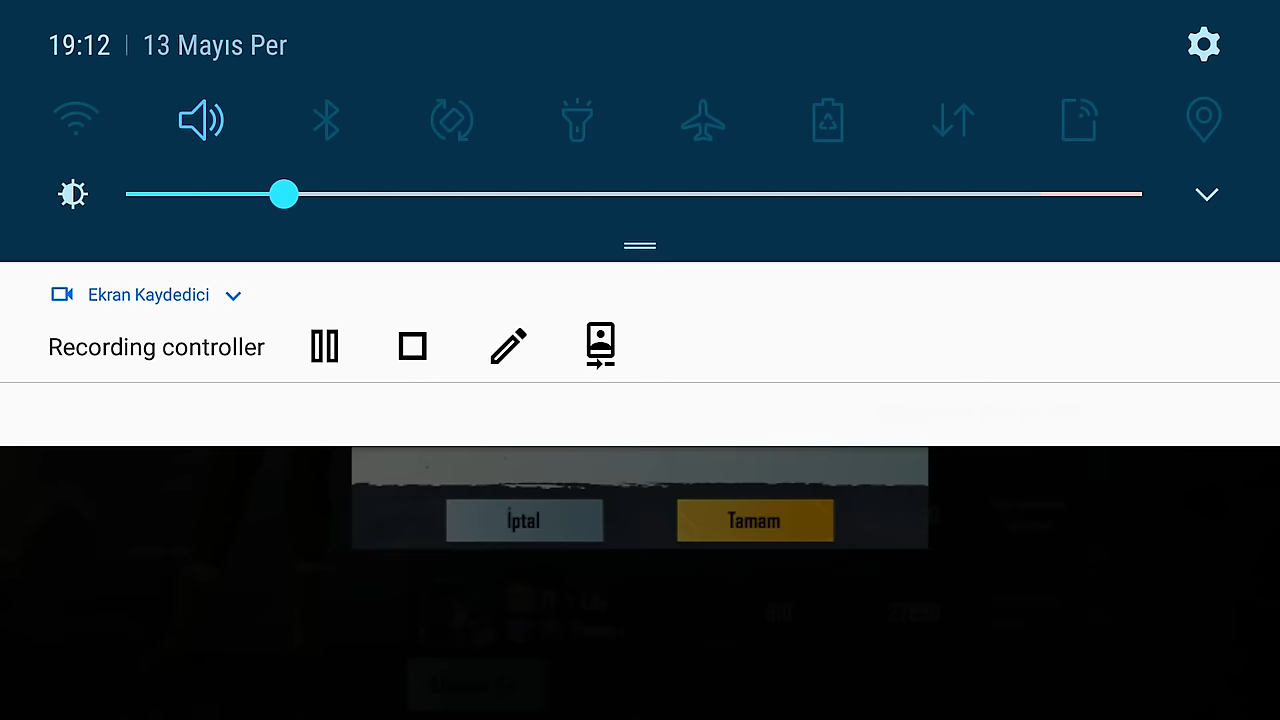 19:12 | 13 Mayıs Per
Ekran Kaydedici
Recording controller
İptal
Tamam